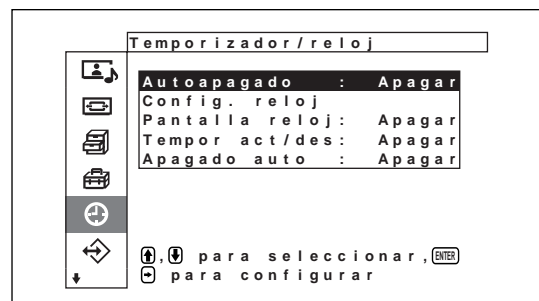 Temporizador/reloj
Autoapagado : Apagar
Config. reloj
Pantalla reloj: Apagar
Tempor act/des: Apagar
Apagado auto : Apagar
, para seleccionar, ENTER
para configurar